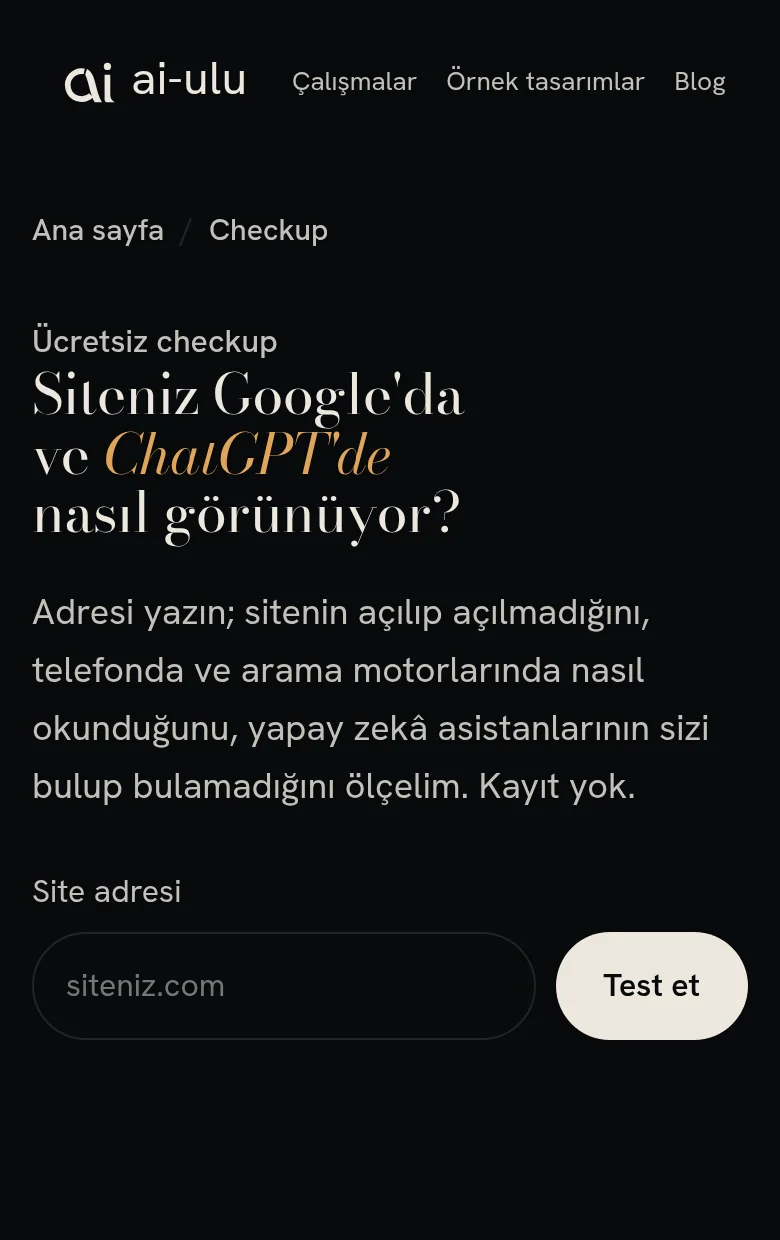 ai ai-ulu Çalışmalar Örnek tasarımlar Blog
Ana sayfa / Checkup
Ücretsiz checkup
Siteniz Google'da
ve ChatGPT'de
nasıl görünüyor?
Adresi yazın; sitenin açılıp açılmadığını,
telefonda ve arama motorlarında nasıl
okunduğunu, yapay zekâ asistanlarının sizi
bulup bulamadığını ölçelim. Kayıt yok.
Site adresi
siteniz.com Test et